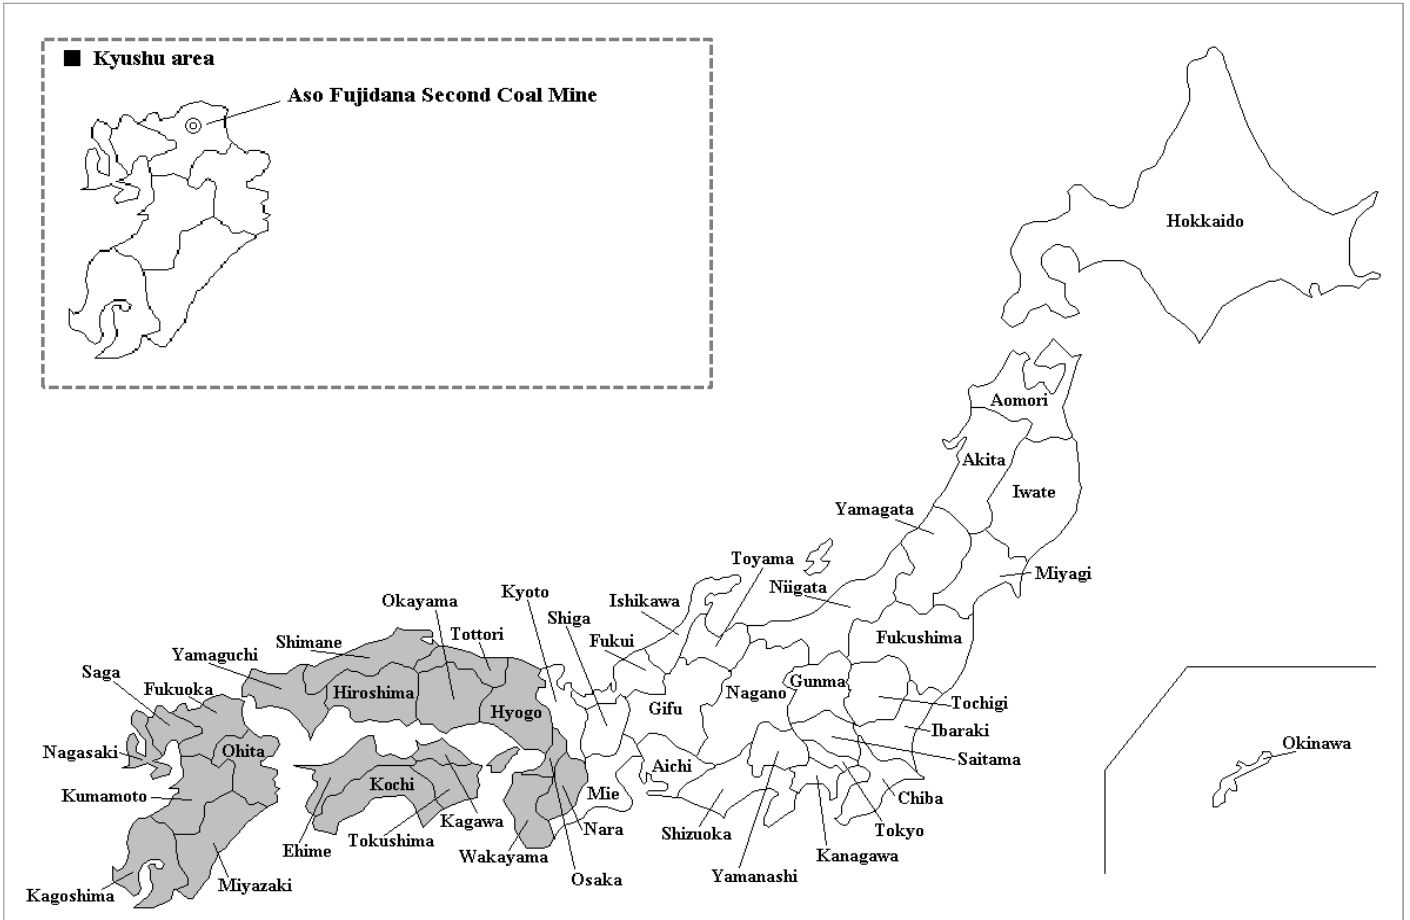 ■ Kyushu area
Aso Fujidana Second Coal Mine
Hokkaido
Aomori
Akita
Iwate
Yamagata
Miyagi
Toyama
Niigata
Ishikawa
Fukui
Kyoto
Shiga
Okayama
Tottori
Shimane
Yamaguchi
Saga
Fukuoka
Hiroshima
Hyogo
Gifu
Nagano
Gunma
Fukushima
Tochigi
Ibaraki
Saitama
Okinawa
Nagasaki
Ohita
Kumamoto
Kochi
Aichi
Mie
Chiba
Tokyo
Kanagawa
Yamanashi
Shizuoka
Nara
Osaka
Wakayama
Kagawa
Tokushima
Ehime
Miyazaki
Kagoshima